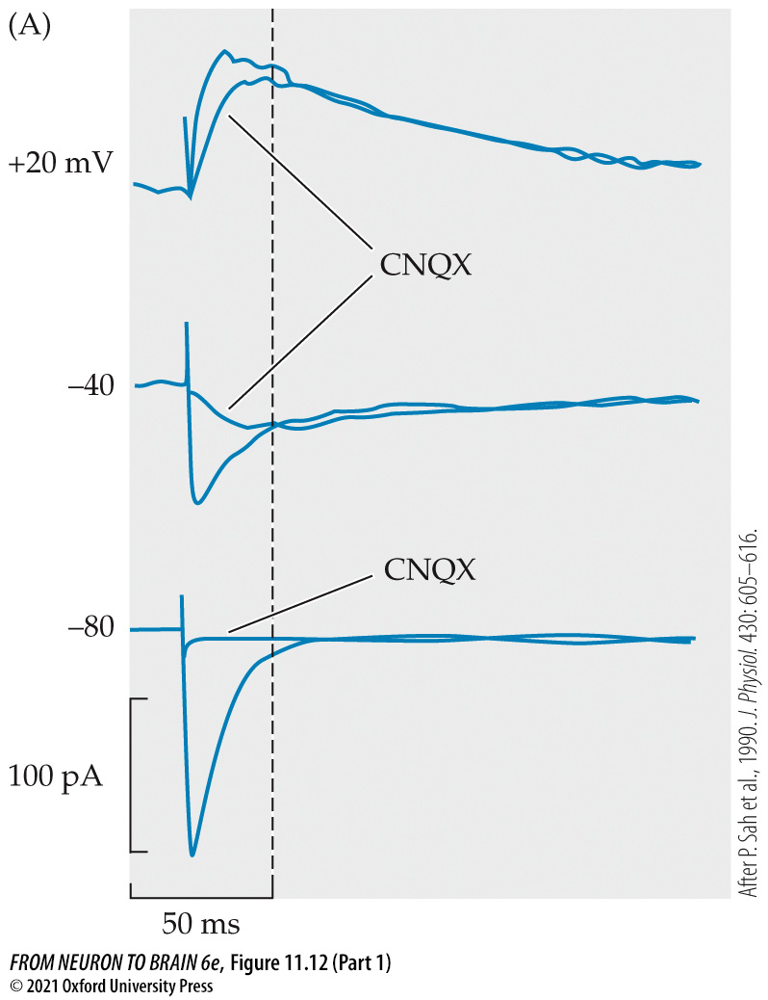 (A)
+20 mV
CNQX
–40
CNQX
–80
100 pA
50 ms
After P. Sah et al., 1990. J. Physiol. 430: 605–616.
FROM NEURON TO BRAIN 6e, Figure 11.12 (Part 1)
© 2021 Oxford University Press